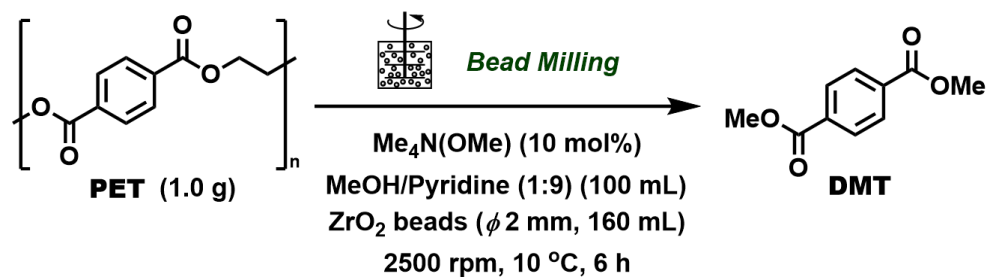 Bead Milling
O
O
O
O
n
PET (1.0 g)
Me₄N(OMe) (10 mol%)
MeOH/Pyridine (1:9) (100 mL)
ZrO₂ beads (ϕ 2 mm, 160 mL)
2500 rpm, 10 °C, 6 h
O
OMe
MeO
O
DMT